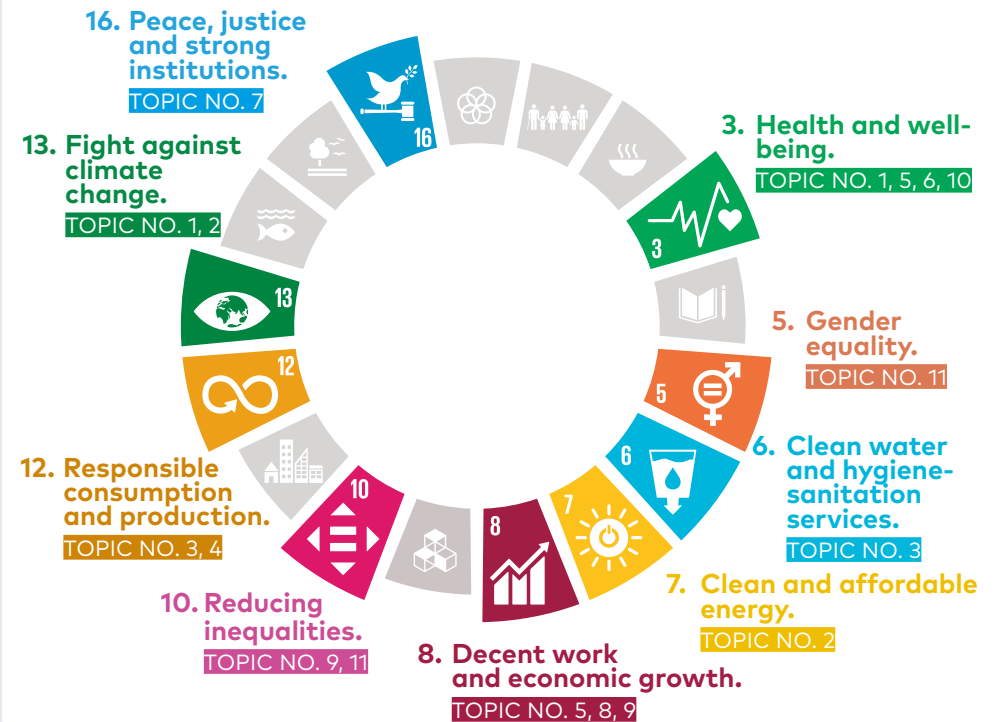 16. Peace, justice
and strong
institutions.
TOPIC NO. 7
16
3. Health and well-
being.
TOPIC NO. 1, 5, 6, 10
3
5. Gender
equality.
TOPIC NO. 11
5
6. Clean water
and hygiene-
sanitation
services.
TOPIC NO. 3
6
7. Clean and affordable
energy.
TOPIC NO. 2
7
8. Decent work
and economic growth.
TOPIC NO. 5, 8, 9
8
10. Reducing
inequalities.
TOPIC NO. 9, 11
10
12. Responsible
consumption
and production.
TOPIC NO. 3, 4
12
13. Fight against
climate
change.
TOPIC NO. 1, 2
13